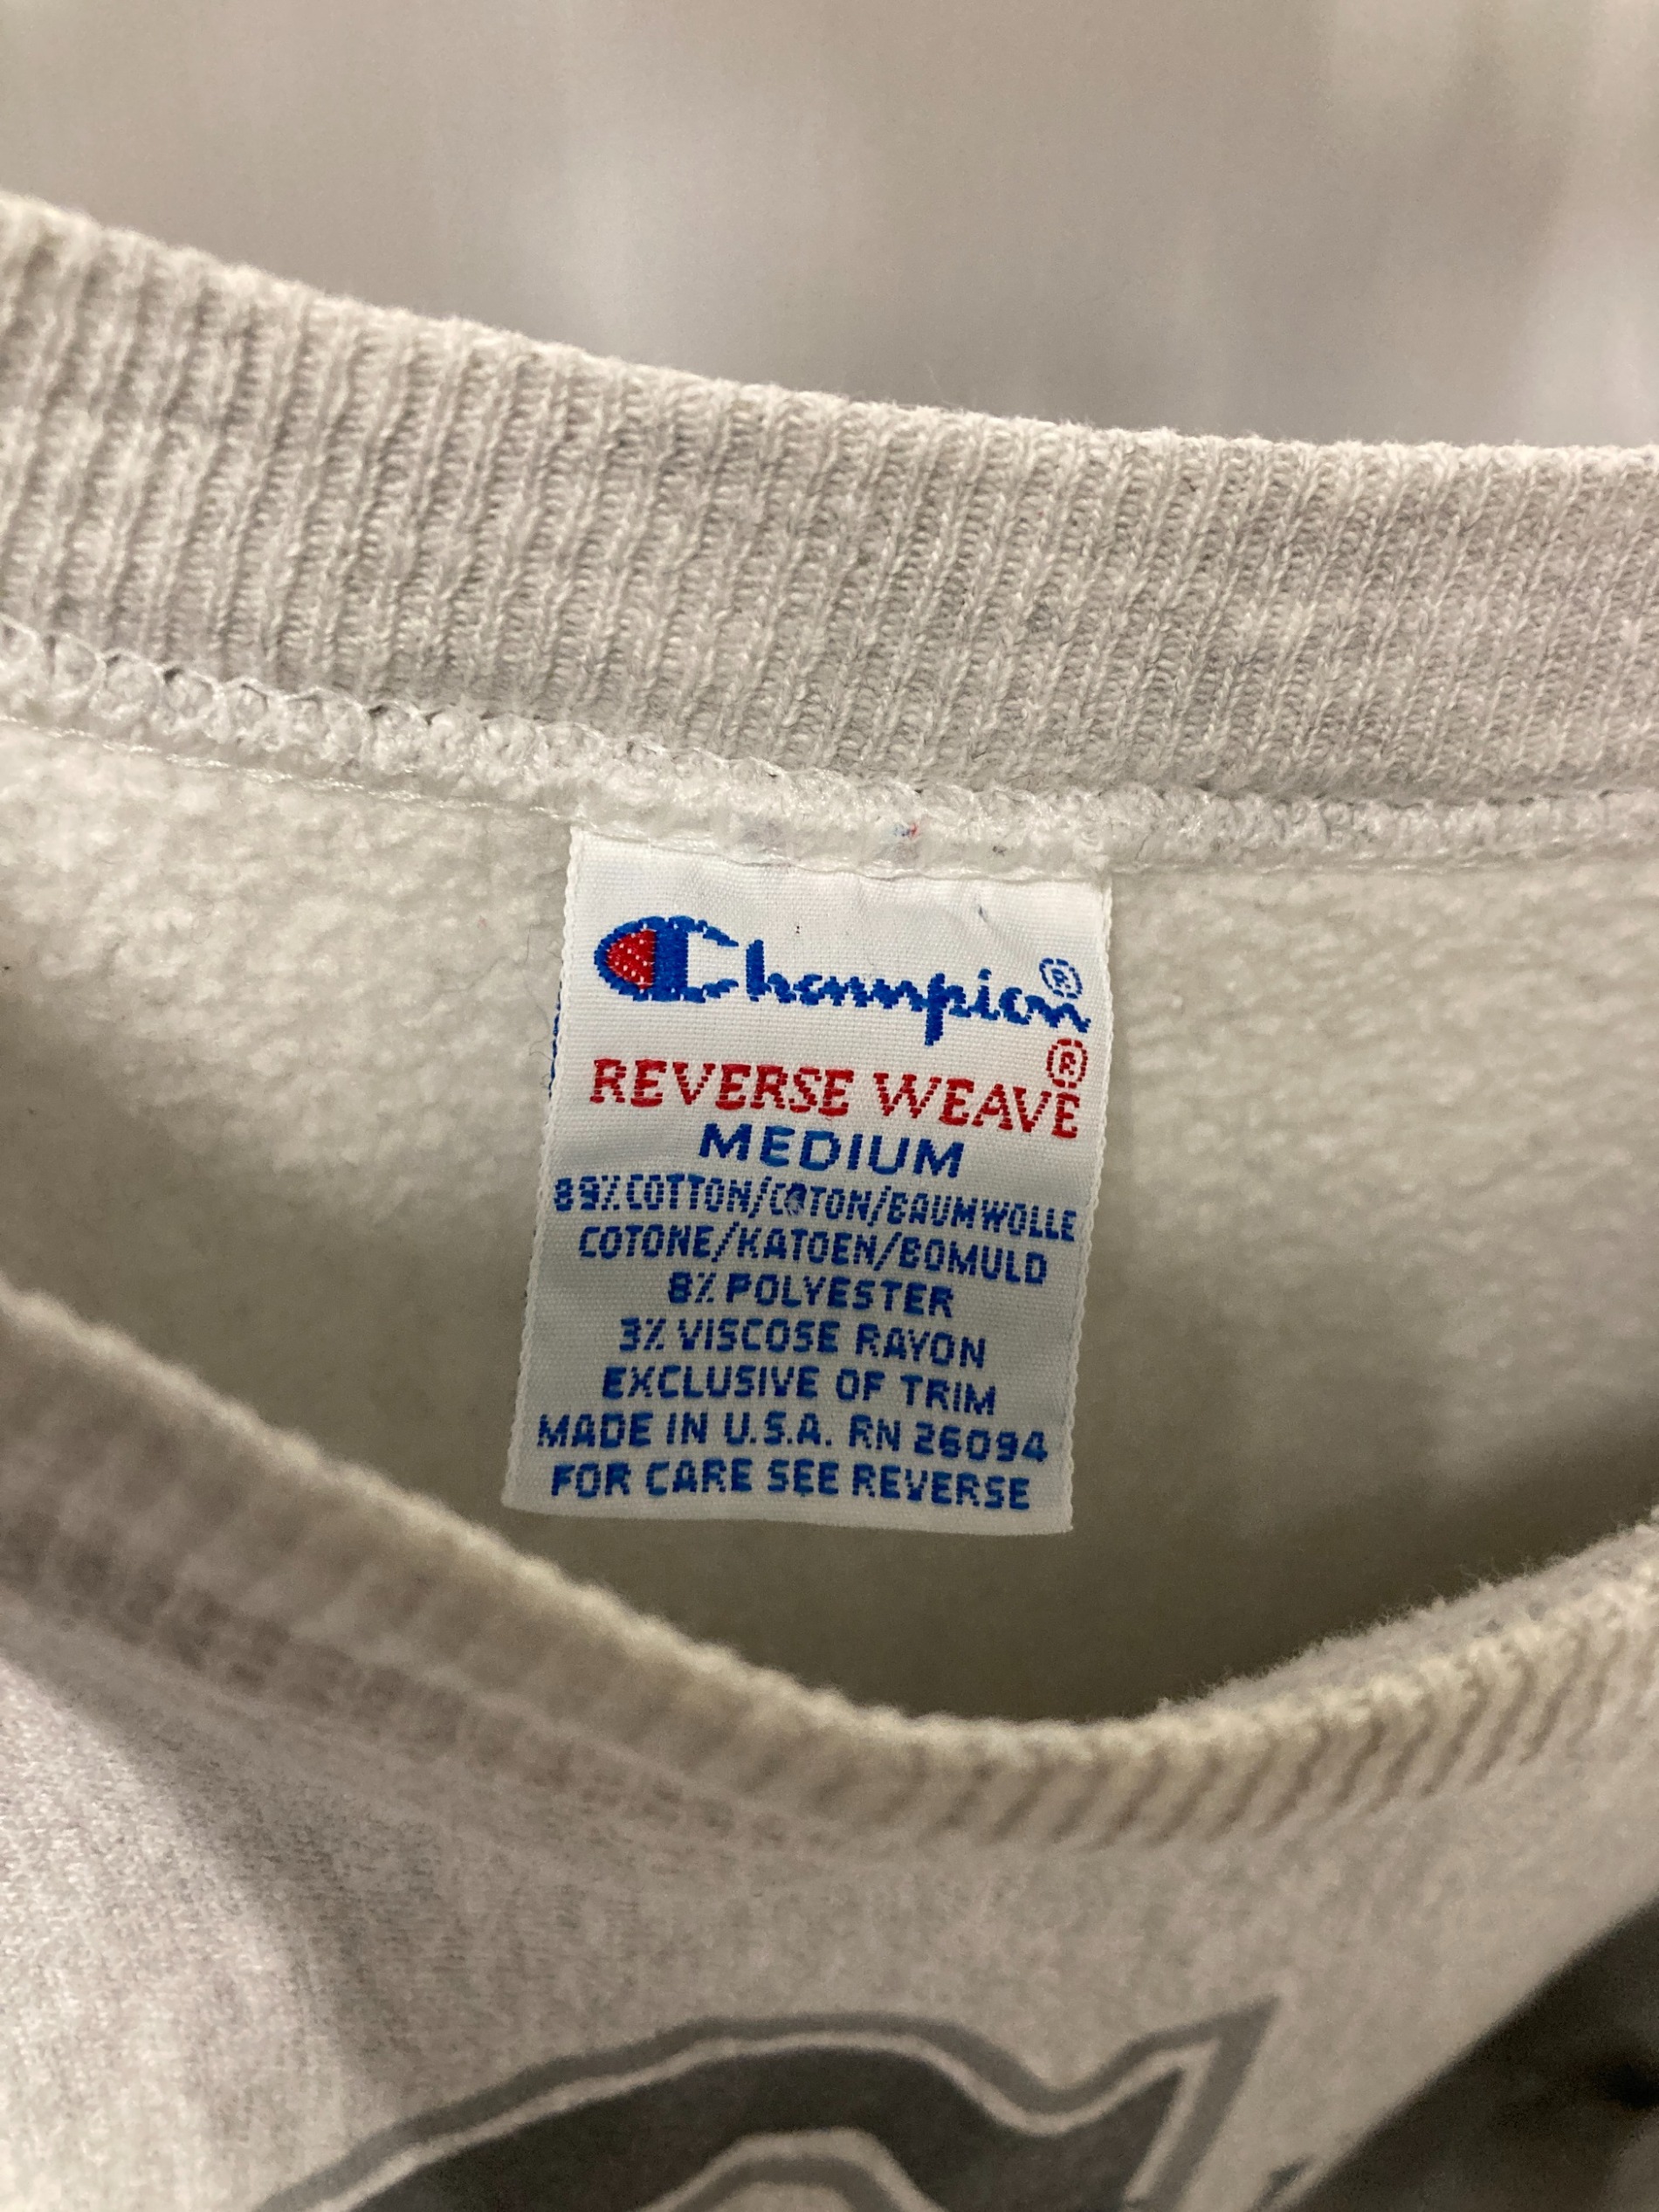 Champion®
REVERSE WEAVE®
MEDIUM
89% COTTON/COTON/BAUMWOLLE
COTONE/KATOEN/BOMULD
8% POLYESTER
3% VISCOSE RAYON
EXCLUSIVE OF TRIM
MADE IN U.S.A. RN 26094
FOR CARE SEE REVERSE